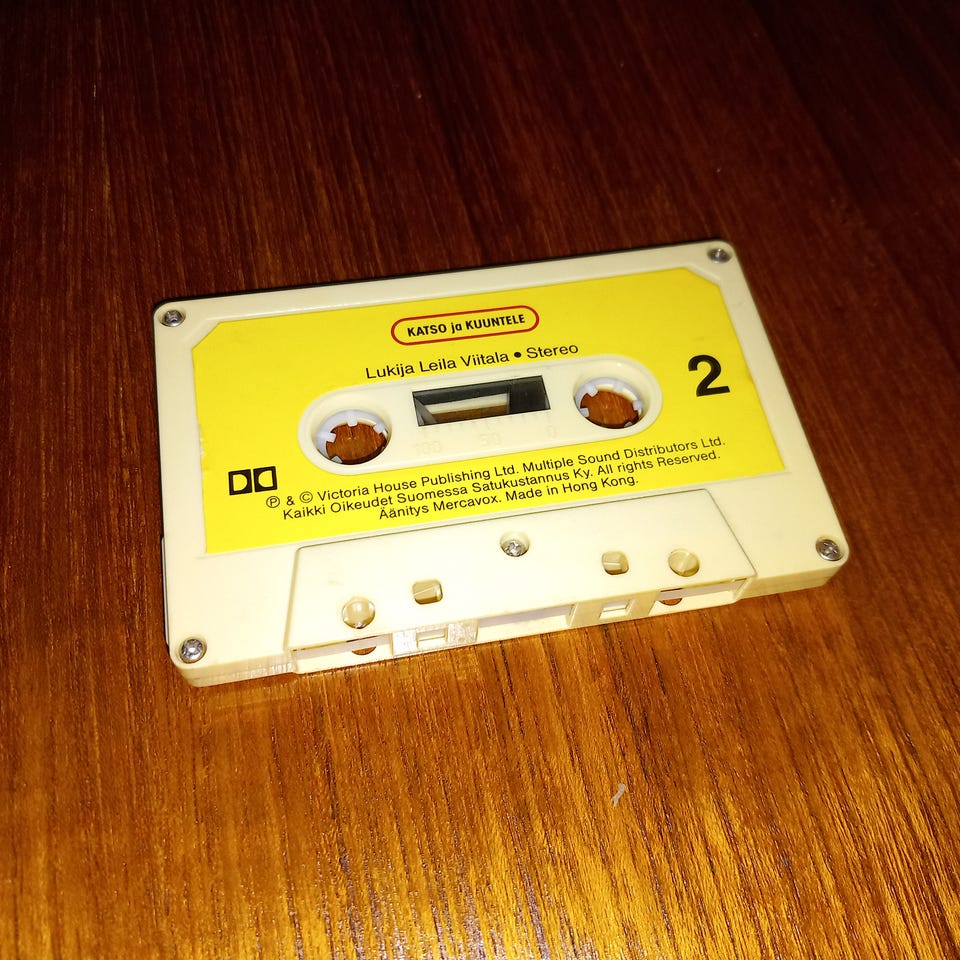 KATSO ja KUUNTELE
Lukija Leila Viitala • Stereo
2
100 50 0
℗ & © Victoria House Publishing Ltd. Multiple Sound Distributors Ltd.
Kaikki Oikeudet Suomessa Satukustannus Ky. All rights Reserved.
Äänitys Mercavox. Made in Hong Kong.